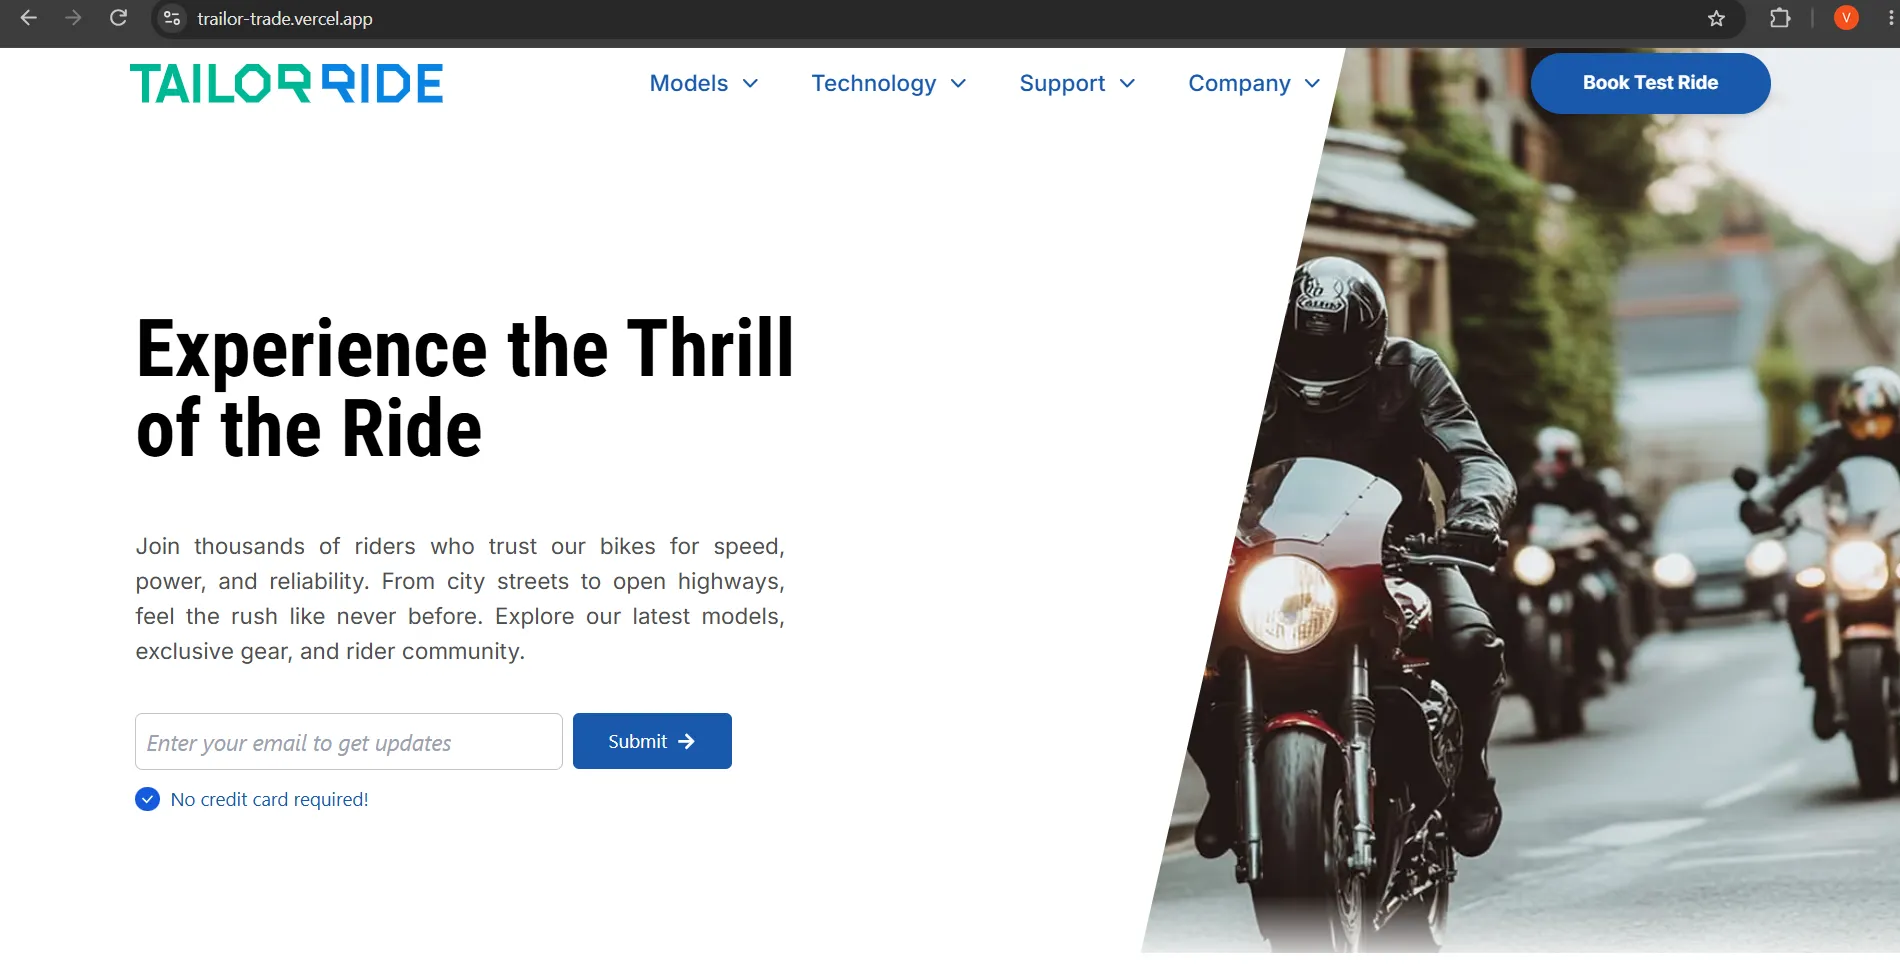 trailor-trade.vercel.app
V
TAILOR RIDE
Models
Technology
Support
Company
Book Test Ride
Experience the Thrill
of the Ride
Join thousands of riders who trust our bikes for speed,
power, and reliability. From city streets to open highways,
feel the rush like never before. Explore our latest models,
exclusive gear, and rider community.
Enter your email to get updates
Submit
No credit card required!